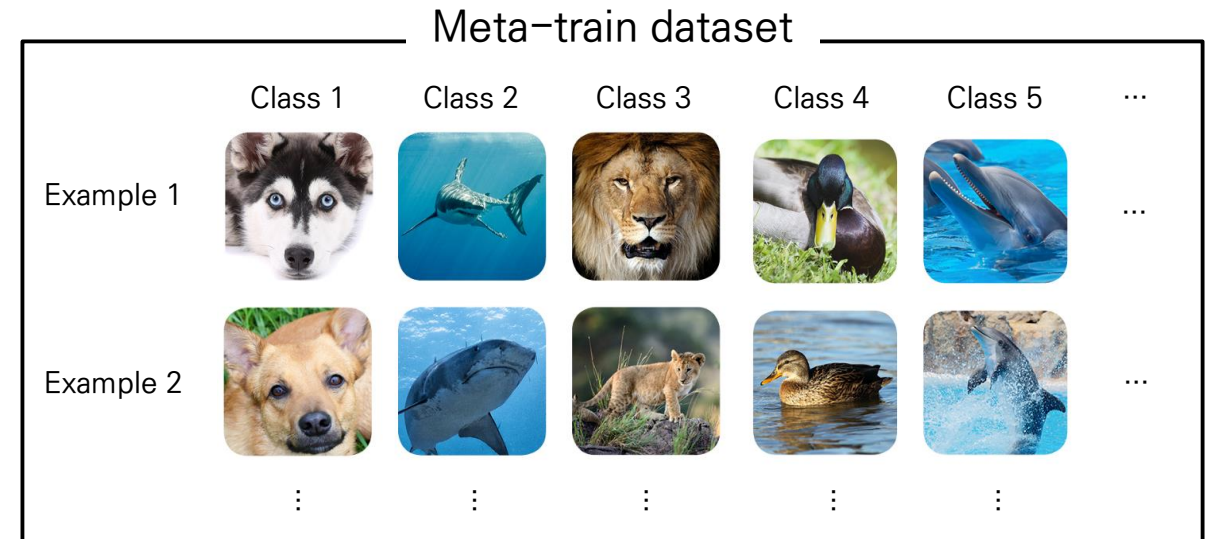 Meta-train dataset
Class 1 Class 2 Class 3 Class 4 Class 5 ...
Example 1 ...
Example 2 ...
⋮ ⋮ ⋮ ⋮ ⋮